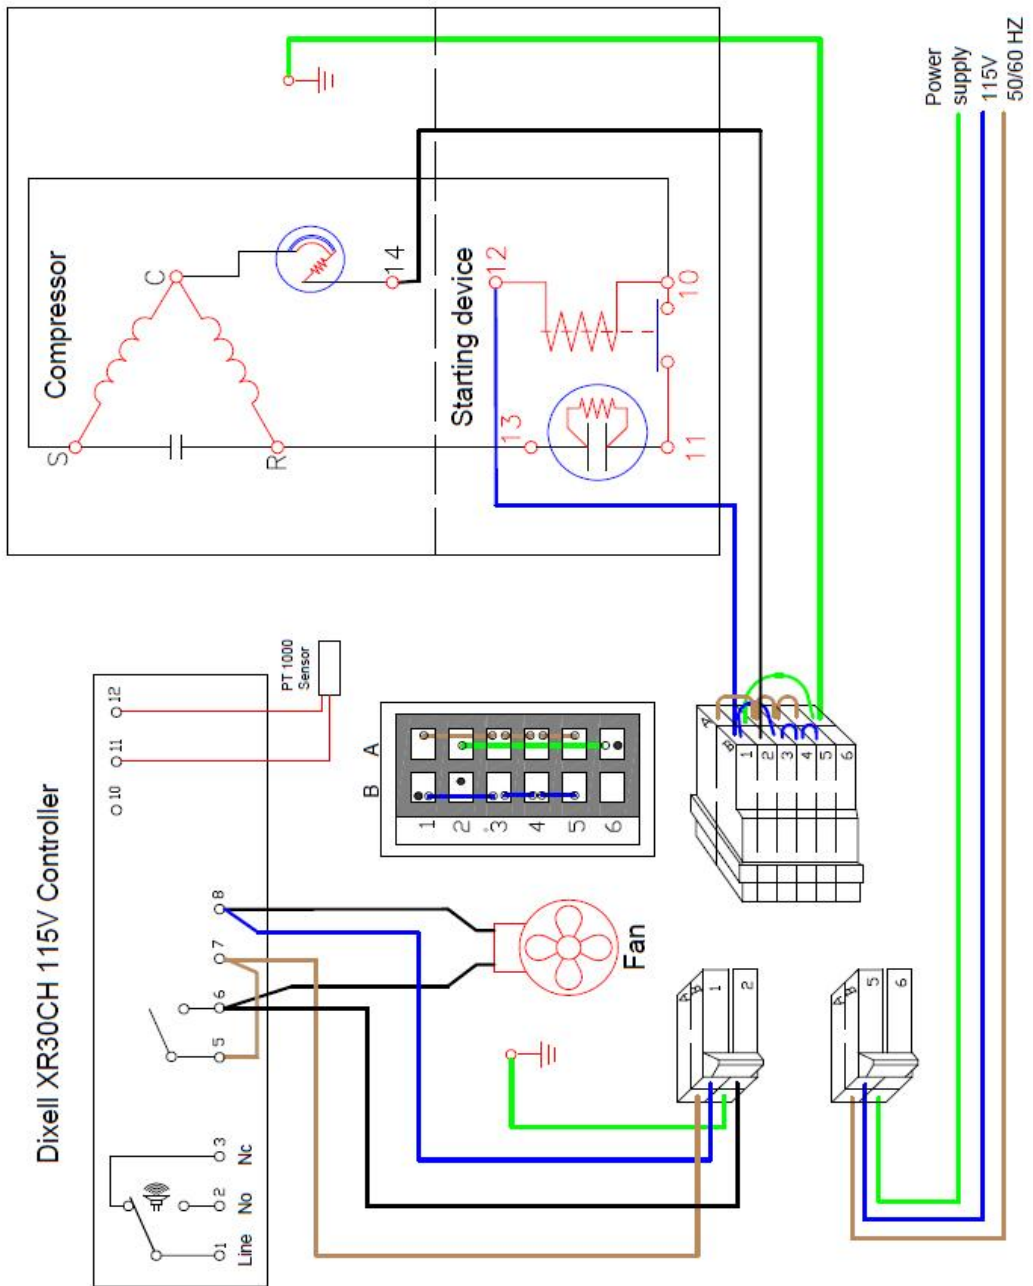 Power
supply
115V
50/60 HZ
Compressor
C
S
R
14
Starting device
12
10
13
11
Dixell XR30CH 115V Controller
12
11
10
PT 1000
Sensor
8
7
6
5
3
2
1
Nc
No
Line
Fan
A
B
1
2
3
4
5
6
A
B
1
2
3
4
5
6
A
B
1
2
A
B
5
6